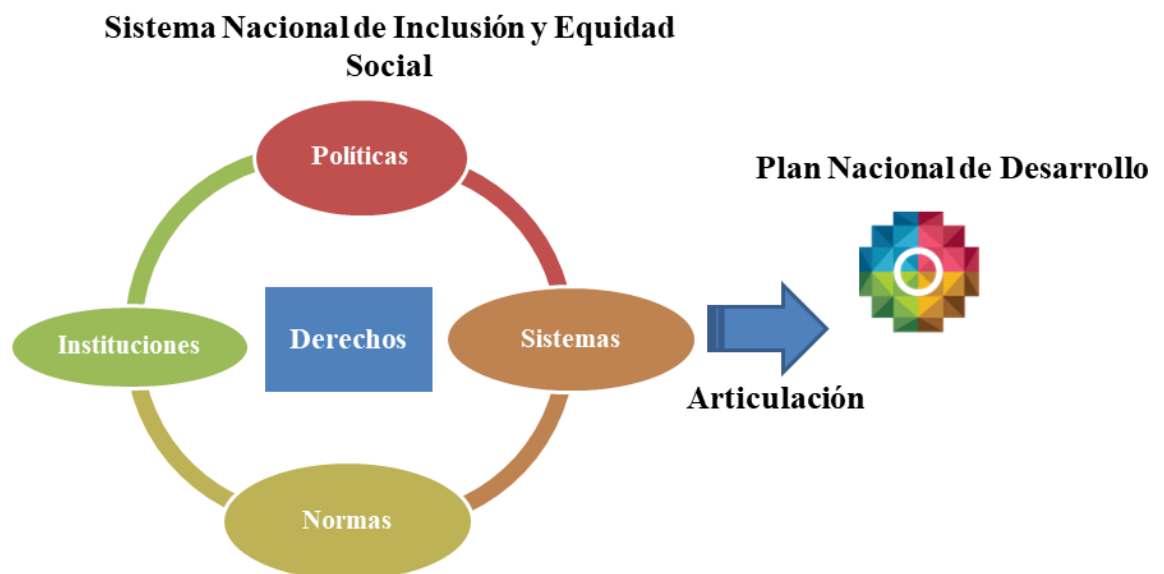 Sistema Nacional de Inclusión y Equidad
Social
Políticas
Plan Nacional de Desarrollo
Instituciones
Derechos
Sistemas
Articulación
Normas